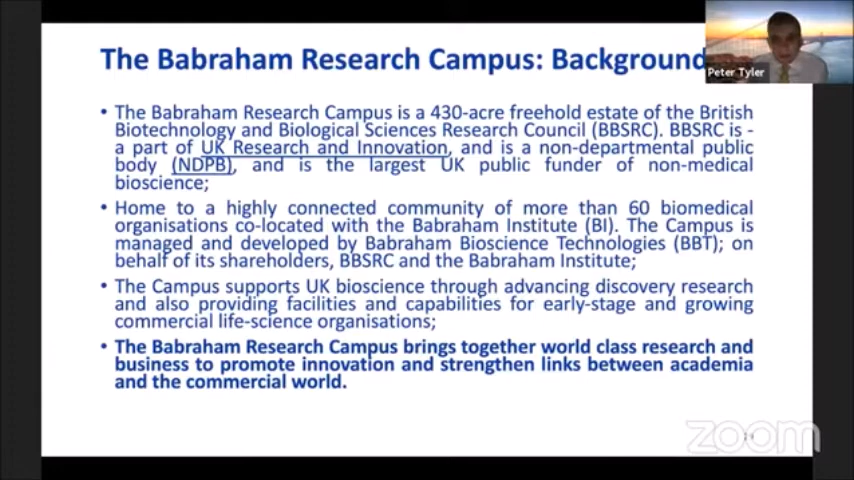 The Babraham Research Campus: Background
Peter Tyler
• The Babraham Research Campus is a 430-acre freehold estate of the British
Biotechnology and Biological Sciences Research Council (BBSRC). BBSRC is -
a part of UK Research and Innovation, and is a non-departmental public
body (NDPB), and is the largest UK public funder of non-medical
bioscience;
• Home to a highly connected community of more than 60 biomedical
organisations co-located with the Babraham Institute (BI). The Campus is
managed and developed by Babraham Bioscience Technologies (BBT); on
behalf of its shareholders, BBSRC and the Babraham Institute;
• The Campus supports UK bioscience through advancing discovery research
and also providing facilities and capabilities for early-stage and growing
commercial life-science organisations;
• The Babraham Research Campus brings together world class research and
business to promote innovation and strengthen links between academia
and the commercial world.
zoom